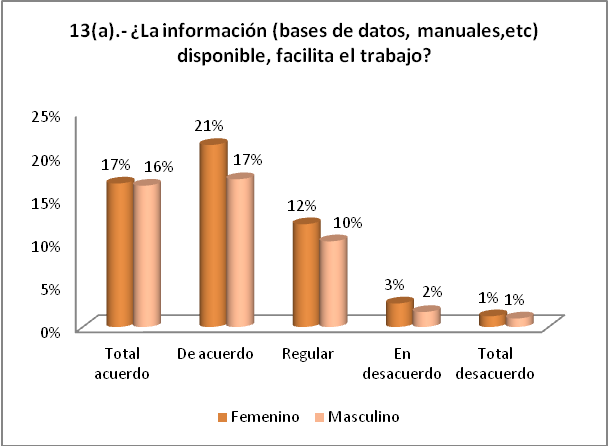 13(a).- ¿La información (bases de datos, manuales,etc)
disponible, facilita el trabajo?
25%
20%
15%
10%
5%
0%
17%
16%
21%
17%
12%
10%
3%
2%
1%
1%
Total
acuerdo
De acuerdo
Regular
En
desacuerdo
Total
desacuerdo
Femenino
Masculino